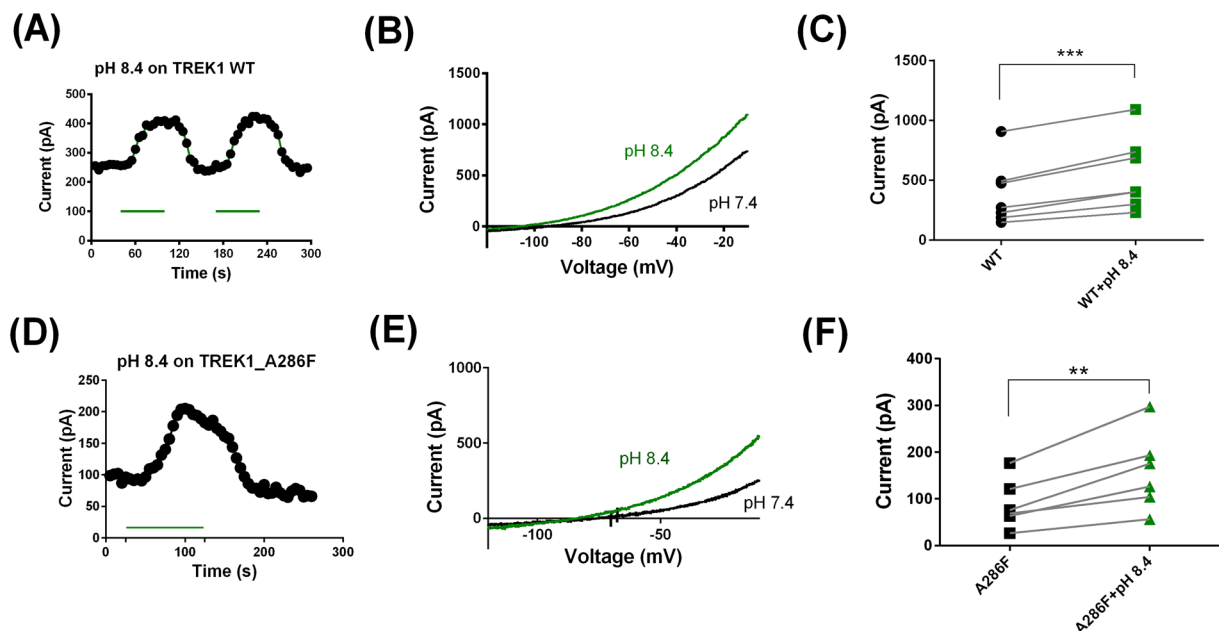 (A)
pH 8.4 on TREK1 WT
Current (pA)
500
400
300
200
100
0
0 60 120 180 240 300
Time (s)
(B)
Current (pA)
1500
1000
500
0
pH 8.4
pH 7.4
-100 -80 -60 -40 -20
Voltage (mV)
(C)
Current (pA)
1500
1000
500
0
***
WT
WT+pH 8.4
(D)
pH 8.4 on TREK1_A286F
Current (pA)
250
200
150
100
50
0
0 100 200 300
Time (s)
(E)
Current (pA)
1000
500
0
pH 8.4
pH 7.4
-100 -50
Voltage (mV)
(F)
Current (pA)
400
300
200
100
0
**
A286F
A286F+pH 8.4